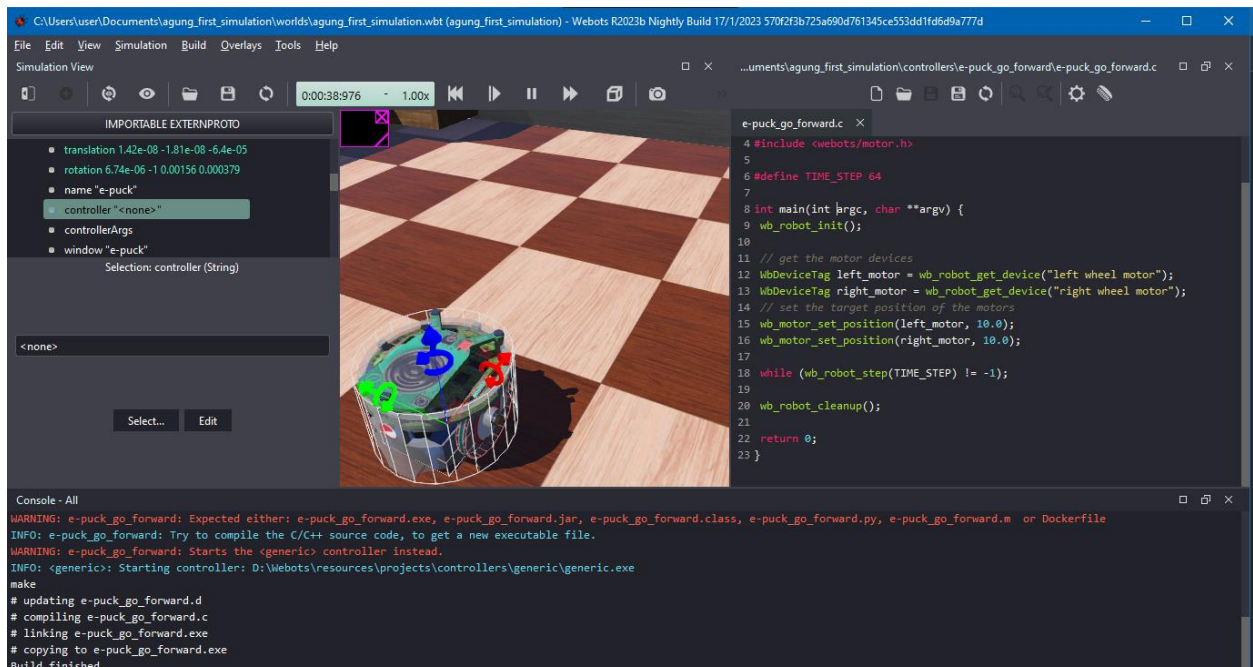 C:\Users\user\Documents\agung_first_simulation\worlds\agung_first_simulation.wbt (agung_first_simulation) - Webots R2023b Nightly Build 17/1/2023 570f2f3b725a690d761345ce553dd1fd6d9a777d
File Edit View Simulation Build Overlays Tools Help
Simulation View
...uments\agung_first_simulation\controllers\e-puck_go_forward\e-puck_go_forward.c
0:00:38:976 - 1.00x
IMPORTABLE EXTERNPROTO
translation 1.42e-08 -1.81e-08 -6.4e-05
rotation 6.74e-06 -1 0.00156 0.000379
name "e-puck"
controller "<none>"
controllerArgs
window "e-puck"
Selection: controller (String)
<none>
Select... Edit
e-puck_go_forward.c
4 #include <webots/motor.h>
5
6 #define TIME_STEP 64
7
8 int main(int argc, char **argv) {
9 wb_robot_init();
10
11 // get the motor devices
12 WbDeviceTag left_motor = wb_robot_get_device("left wheel motor");
13 WbDeviceTag right_motor = wb_robot_get_device("right wheel motor");
14 // set the target position of the motors
15 wb_motor_set_position(left_motor, 10.0);
16 wb_motor_set_position(right_motor, 10.0);
17
18 while (wb_robot_step(TIME_STEP) != -1);
19
20 wb_robot_cleanup();
21
22 return 0;
23 }
Console - All
WARNING: e-puck_go_forward: Expected either: e-puck_go_forward.exe, e-puck_go_forward.jar, e-puck_go_forward.class, e-puck_go_forward.py, e-puck_go_forward.m or Dockerfile
INFO: e-puck_go_forward: Try to compile the C/C++ source code, to get a new executable file.
WARNING: e-puck_go_forward: Starts the <generic> controller instead.
INFO: <generic>: Starting controller: D:\Webots\resources\projects\controllers\generic\generic.exe
make
# updating e-puck_go_forward.d
# compiling e-puck_go_forward.c
# linking e-puck_go_forward.exe
# copying to e-puck_go_forward.exe
Build finished.